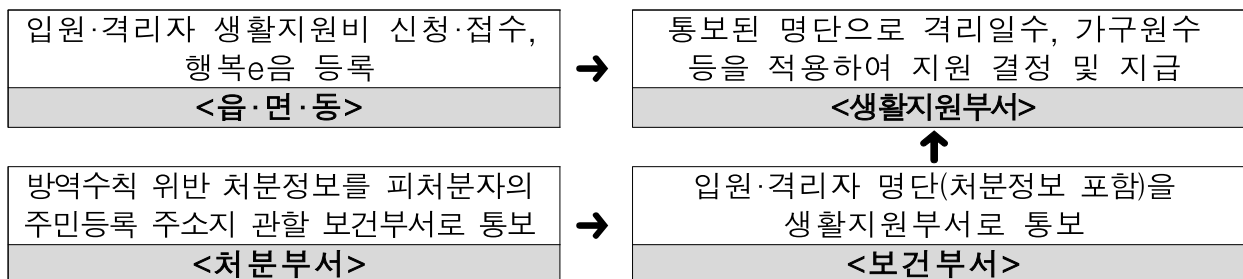 입원·격리자 생활지원비 신청·접수,
행복e음 등록
<읍·면·동>
통보된 명단으로 격리일수, 가구원수
등을 적용하여 지원 결정 및 지급
<생활지원부서>
방역수칙 위반 처분정보를 피처분자의
주민등록 주소지 관할 보건부서로 통보
<처분부서>
입원·격리자 명단(처분정보 포함)을
생활지원부서로 통보
<보건부서>